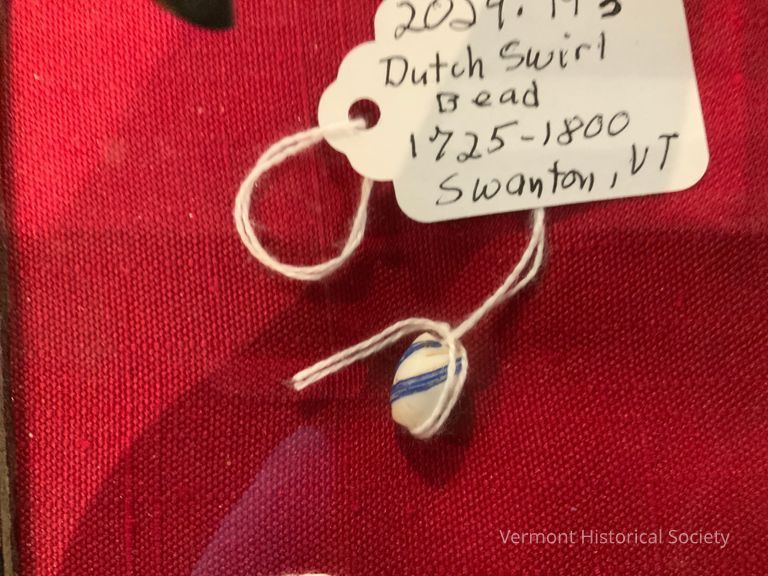 Dutch Swirl
Bead
1725-1800
Swanton, VT
Vermont Historical Society